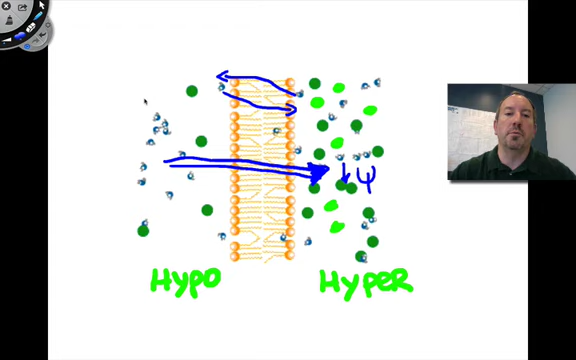 ↓ Ψ
Hypo
HypeR